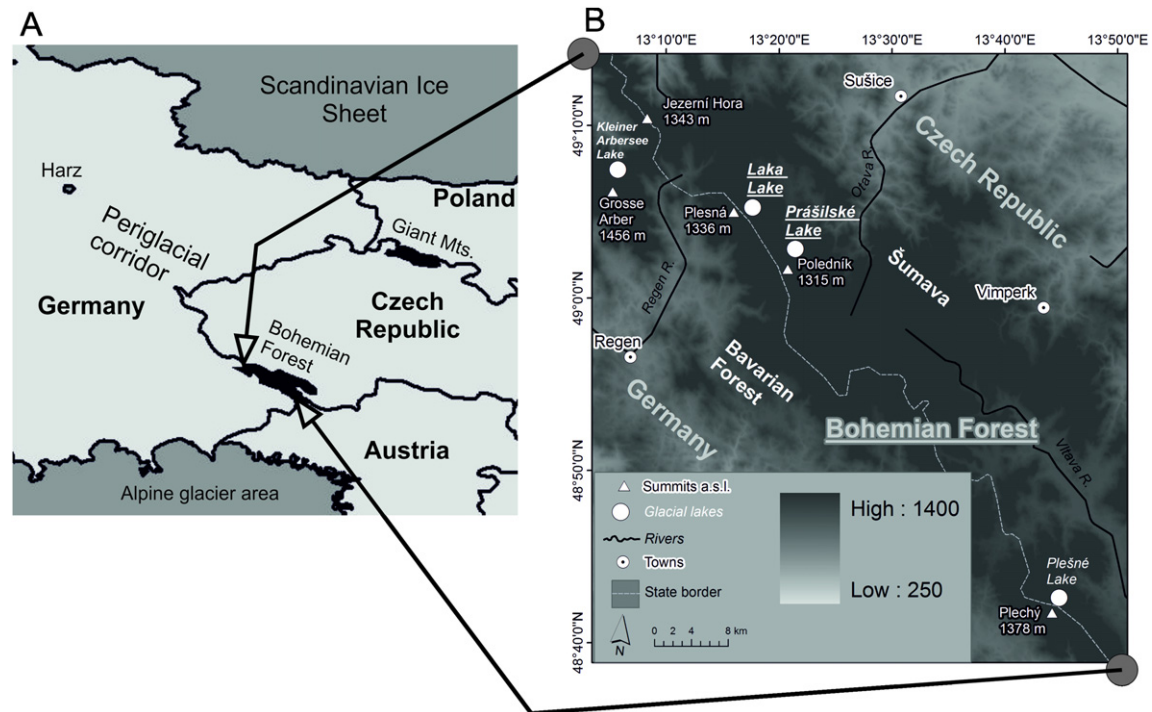 A
Scandinavian Ice
Sheet
Harz
Poland
Periglacial
corridor
Giant Mts.
Germany
Czech
Republic
Bohemian
Forest
Austria
Alpine glacier area
B
13°10'0"E
13°20'0"E
13°30'0"E
13°40'0"E
13°50'0"E
49°10'0"N
49°0'0"N
48°50'0"N
48°40'0"N
Sušice
Jezerní Hora
1343 m
Kleiner
Arbersee
Lake
Czech Republic
Otava R.
Laka
Lake
Grosse
Arber
1456 m
Plesná
1336 m
Prášilské
Lake
Poledník
1315 m
Šumava
Vimperk
Regen R.
Regen
Bavarian
Forest
Germany
Bohemian Forest
Vltava R.
Summits a.s.l.
Glacial lakes
Rivers
Towns
State border
High : 1400
Low : 250
N
0 2 4 8 km
Plešné
Lake
Plechý
1378 m